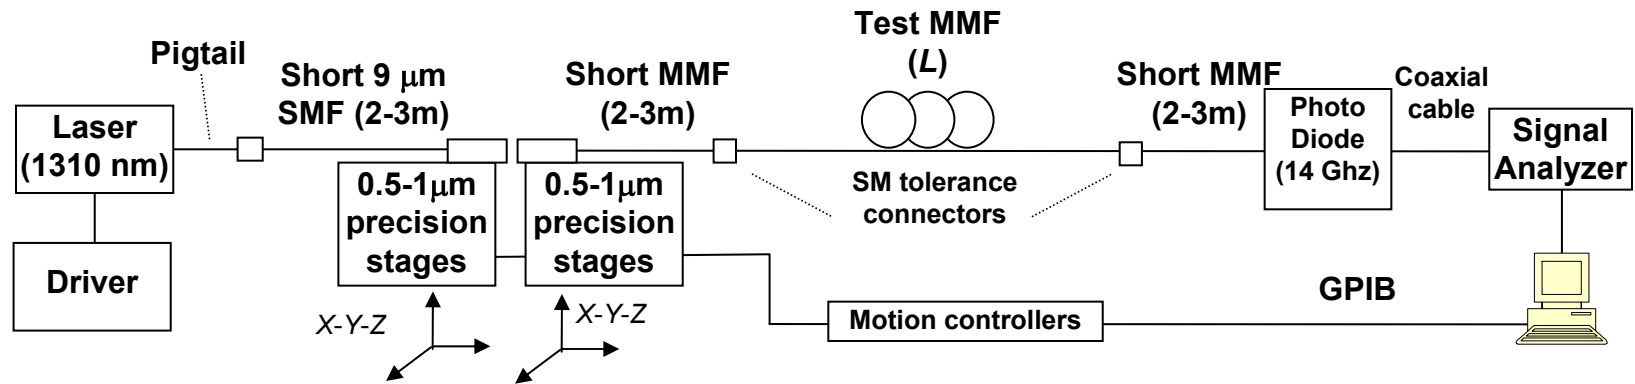 Pigtail
Laser
(1310 nm)
Driver
Short 9 μm
SMF (2-3m)
0.5-1μm
precision
stages
X-Y-Z
Short MMF
(2-3m)
0.5-1μm
precision
stages
X-Y-Z
Test MMF
(L)
SM tolerance
connectors
Short MMF
(2-3m)
Photo
Diode
(14 Ghz)
Coaxial
cable
Signal
Analyzer
Motion controllers
GPIB